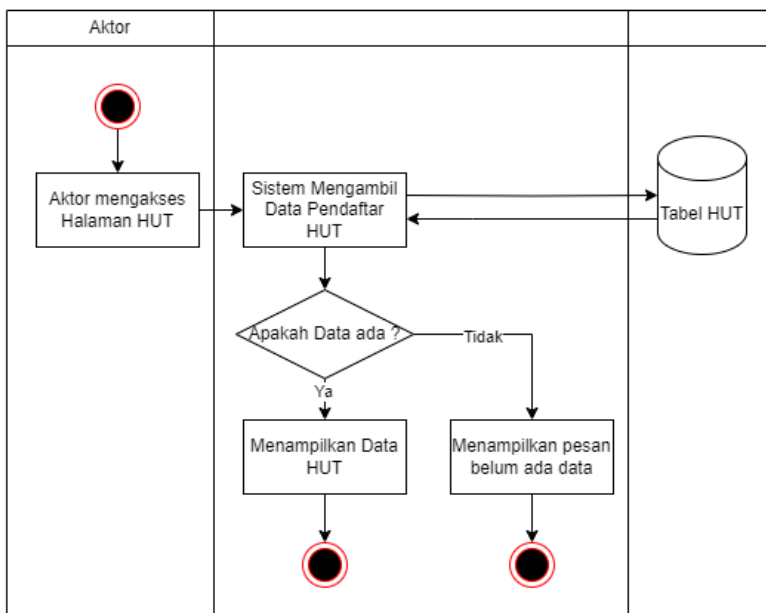 Aktor
Aktor mengakses
Halaman HUT
Sistem Mengambil
Data Pendaftar
HUT
Tabel HUT
Apakah Data ada ?
Tidak
Ya
Menampilkan Data
HUT
Menampilkan pesan
belum ada data